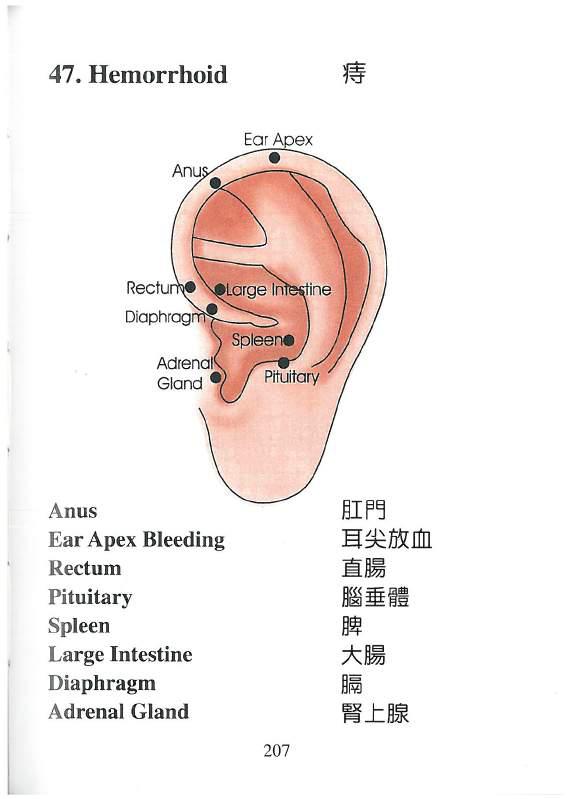 47. Hemorrhoid 痔
Ear Apex
Anus
Rectum
Large Intestine
Diaphragm
Spleen
Adrenal
Gland
Pituitary
Anus 肛門
Ear Apex Bleeding 耳尖放血
Rectum 直腸
Pituitary 腦垂體
Spleen 脾
Large Intestine 大腸
Diaphragm 膈
Adrenal Gland 腎上腺
207